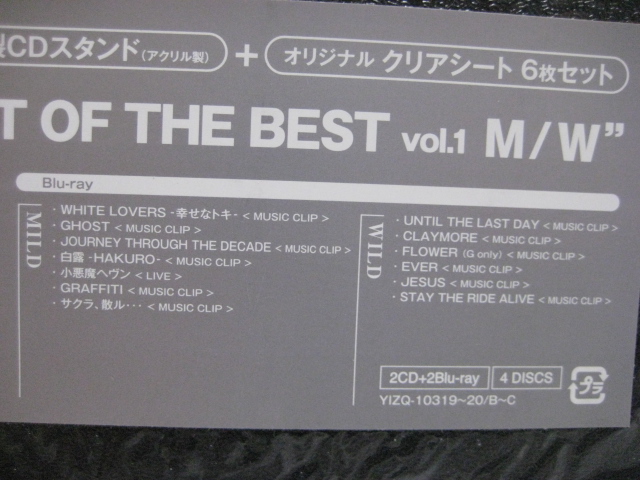 製CDスタンド(アクリル製)
+
オリジナル クリアシート 6枚セット
T OF THE BEST vol.1 M/W”
Blu-ray
MILD
・WHITE LOVERS -幸せなトキ- < MUSIC CLIP >
・GHOST < MUSIC CLIP >
・JOURNEY THROUGH THE DECADE < MUSIC CLIP >
・白露 -HAKURO- < MUSIC CLIP >
・小悪魔ヘヴン < LIVE >
・GRAFFITI < MUSIC CLIP >
・サクラ、散ル・・・ < MUSIC CLIP >
WILD
・UNTIL THE LAST DAY < MUSIC CLIP >
・CLAYMORE < MUSIC CLIP >
・FLOWER (G only) < MUSIC CLIP >
・EVER < MUSIC CLIP >
・JESUS < MUSIC CLIP >
・STAY THE RIDE ALIVE < MUSIC CLIP >
2CD+2Blu-ray
4 DISCS
プラ
YIZQ-10319~20/B~C